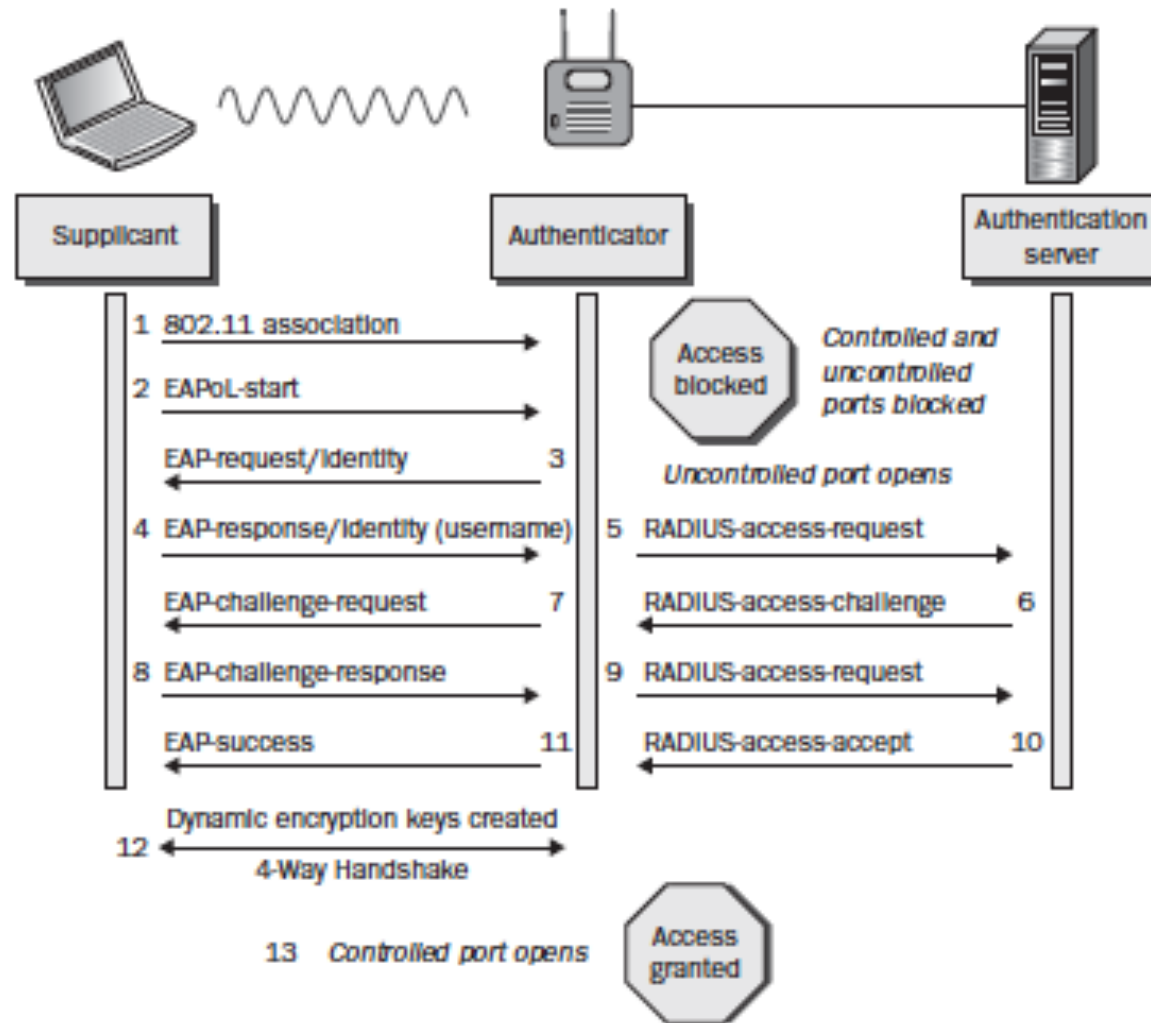 Supplicant
Authenticator
Authentication
server
1 802.11 association
Access
blocked
Controlled and
uncontrolled
ports blocked
2 EAPoL-start
EAP-request/identity 3
Uncontrolled port opens
4 EAP-response/identity (username)
5 RADIUS-access-request
EAP-challenge-request 7
RADIUS-access-challenge 6
8 EAP-challenge-response
9 RADIUS-access-request
EAP-success 11
RADIUS-access-accept 10
Dynamic encryption keys created
12
4-Way Handshake
13 Controlled port opens
Access
granted